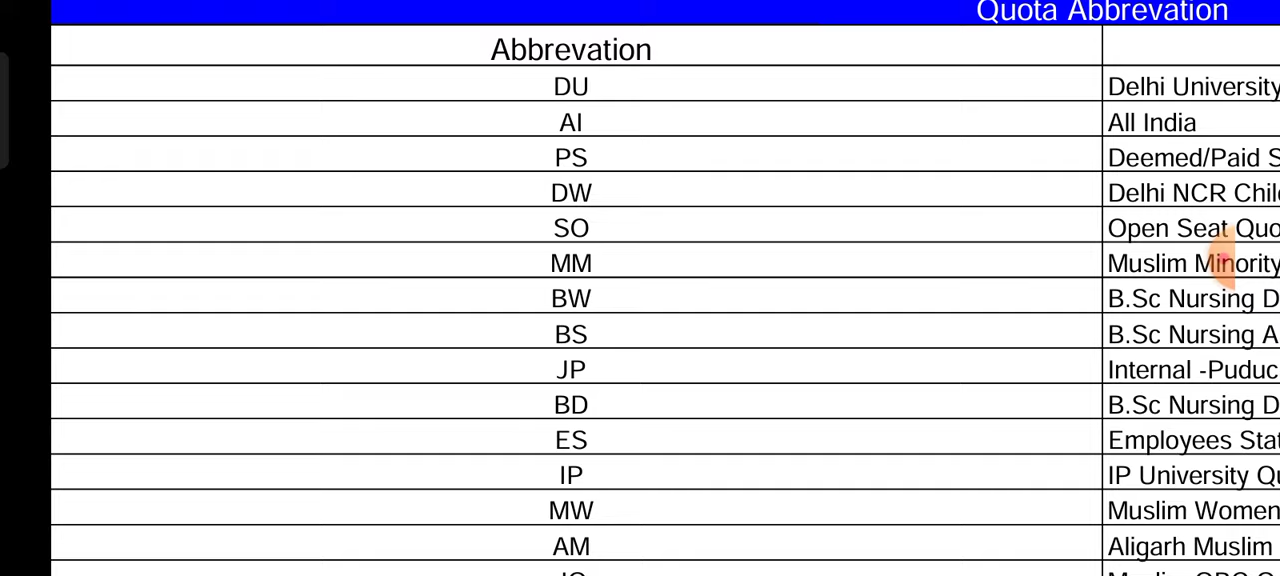 Quota Abbrevation
Abbrevation
DU Delhi University
AI All India
PS Deemed/Paid
DW Delhi NCR
SO Open Seat
MM Muslim Minority
BW B.Sc Nursing
BS B.Sc Nursing
JP Internal
BD B.Sc Nursing
ES Employees
IP IP University
MW Muslim Women
AM Aligarh Muslim